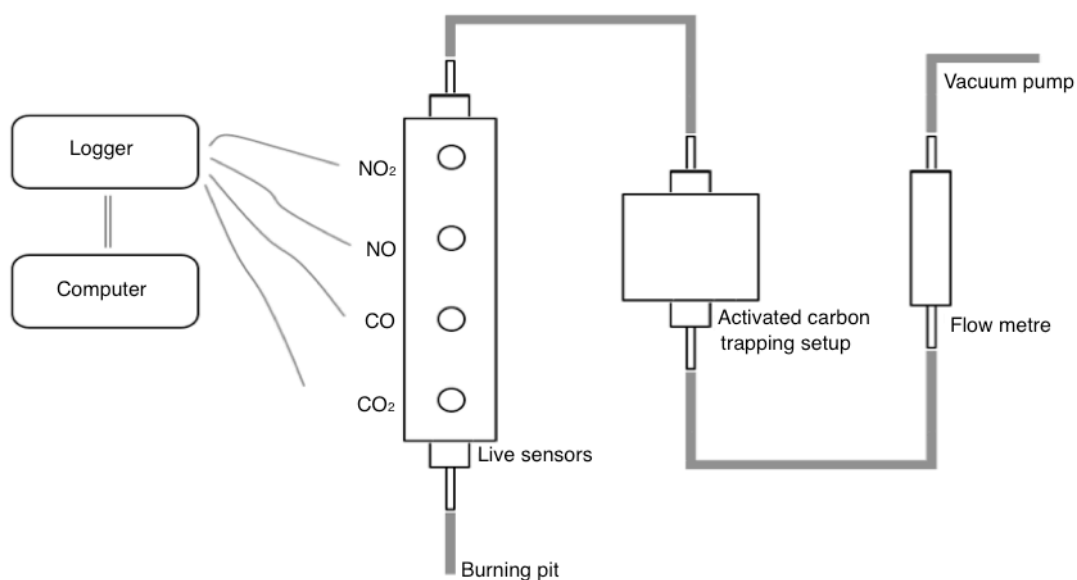 Logger
Computer
NO₂
NO
CO
CO₂
Live sensors
Burning pit
Activated carbon
trapping setup
Flow metre
Vacuum pump